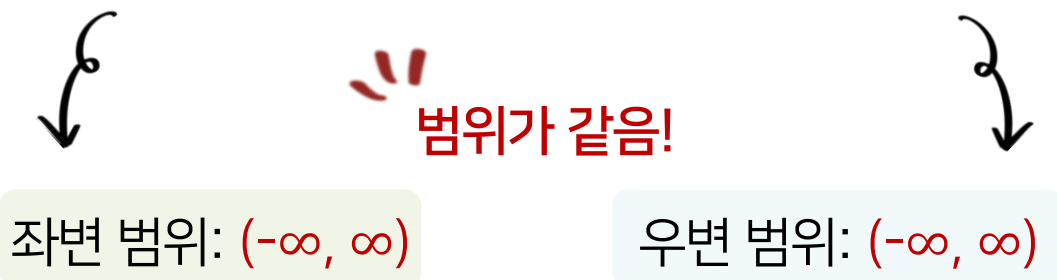 범위가 같음!
좌변 범위: (-∞, ∞)
우변 범위: (-∞, ∞)